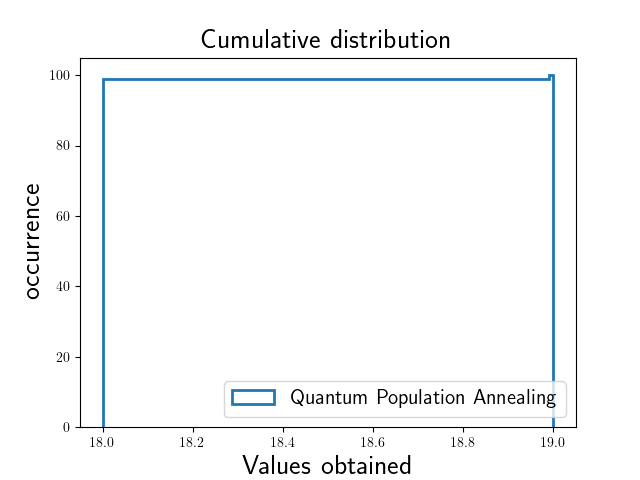 Cumulative distribution
occurrence
100
80
60
40
20
0
Quantum Population Annealing
18.0 18.2 18.4 18.6 18.8 19.0
Values obtained